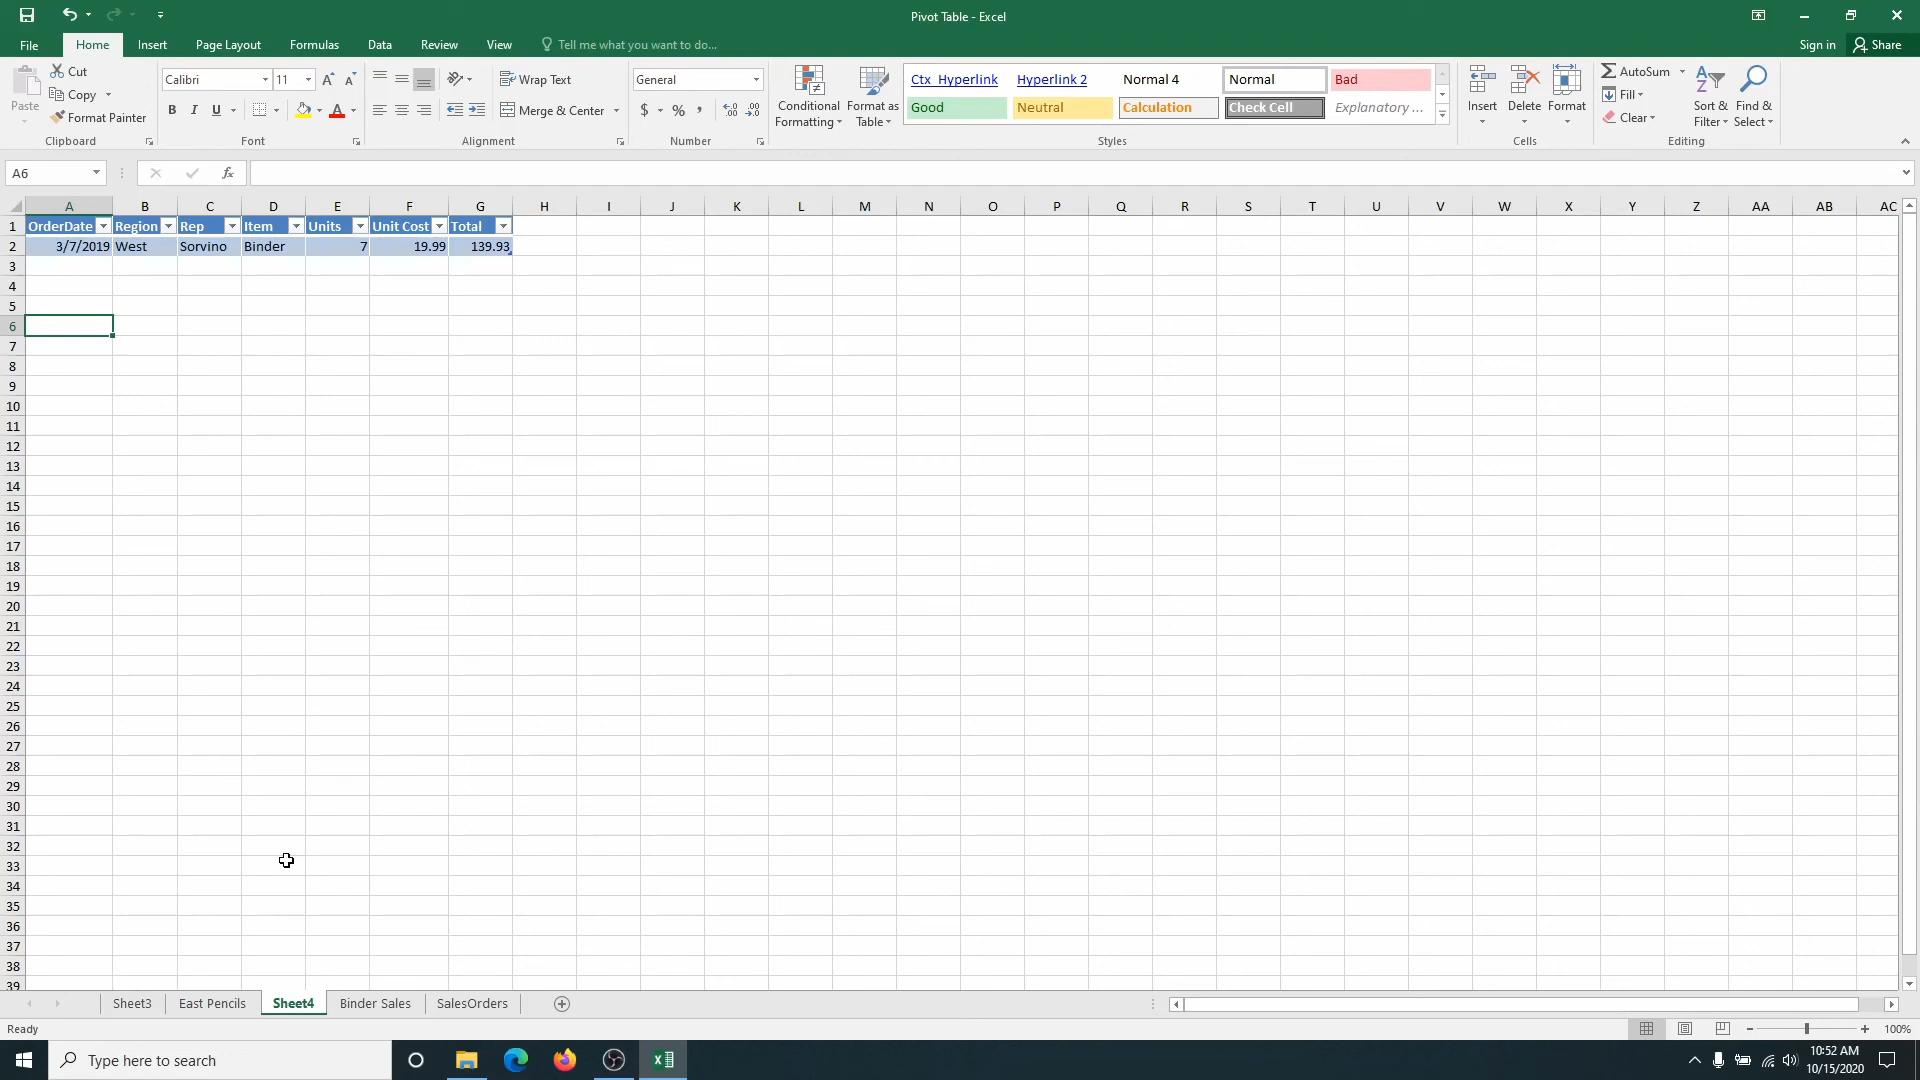 Pivot Table - Excel
File Home Insert Page Layout Formulas Data Review View Tell me what you want to do... Sign in Share
Paste Cut Copy Format Painter
Clipboard
Calibri 11
B I U A
Font
Wrap Text
Merge & Center
Alignment
General
$ % ,
Number
Conditional Formatting Format as Table
Ctx_Hyperlink Hyperlink 2 Normal 4 Normal Bad
Good Neutral Calculation Check Cell Explanatory ...
Styles
Insert Delete Format
Cells
AutoSum
Fill
Clear
Sort & Filter Find & Select
Editing
A6 fx
A B C D E F G H I J K L M N O P Q R S T U V W X Y Z AA AB AC
1 OrderDate Region Rep Item Units Unit Cost Total
2 3/7/2019 West Sorvino Binder 7 19.99 139.93
3
4
5
6
7
8
9
10
11
12
13
14
15
16
17
18
19
20
21
22
23
24
25
26
27
28
29
30
31
32
33
34
35
36
37
38
39
Sheet3 East Pencils Sheet4 Binder Sales SalesOrders
Ready 100%
Type here to search
10:52 AM
10/15/2020